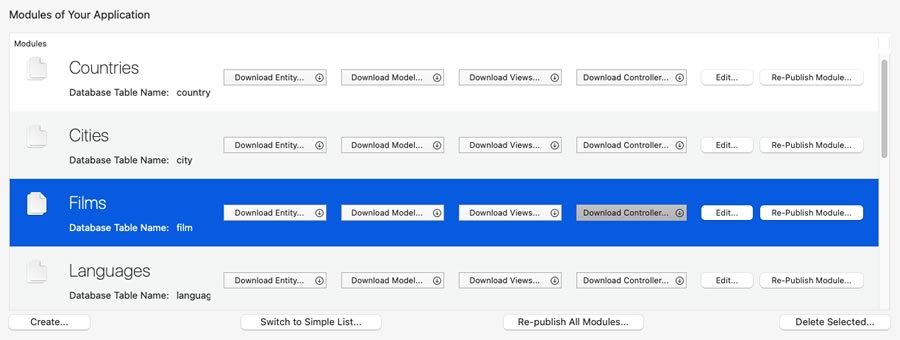 Modules of Your Application
Modules
Countries
Database Table Name: country
Download Entity... Download Model... Download Views... Download Controller... Edit... Re-Publish Module...
Cities
Database Table Name: city
Download Entity... Download Model... Download Views... Download Controller... Edit... Re-Publish Module...
Films
Database Table Name: film
Download Entity... Download Model... Download Views... Download Controller... Edit... Re-Publish Module...
Languages
Database Table Name: languag
Download Entity... Download Model... Download Views... Download Controller... Edit... Re-Publish Module...
Create... Switch to Simple List... Re-publish All Modules... Delete Selected...